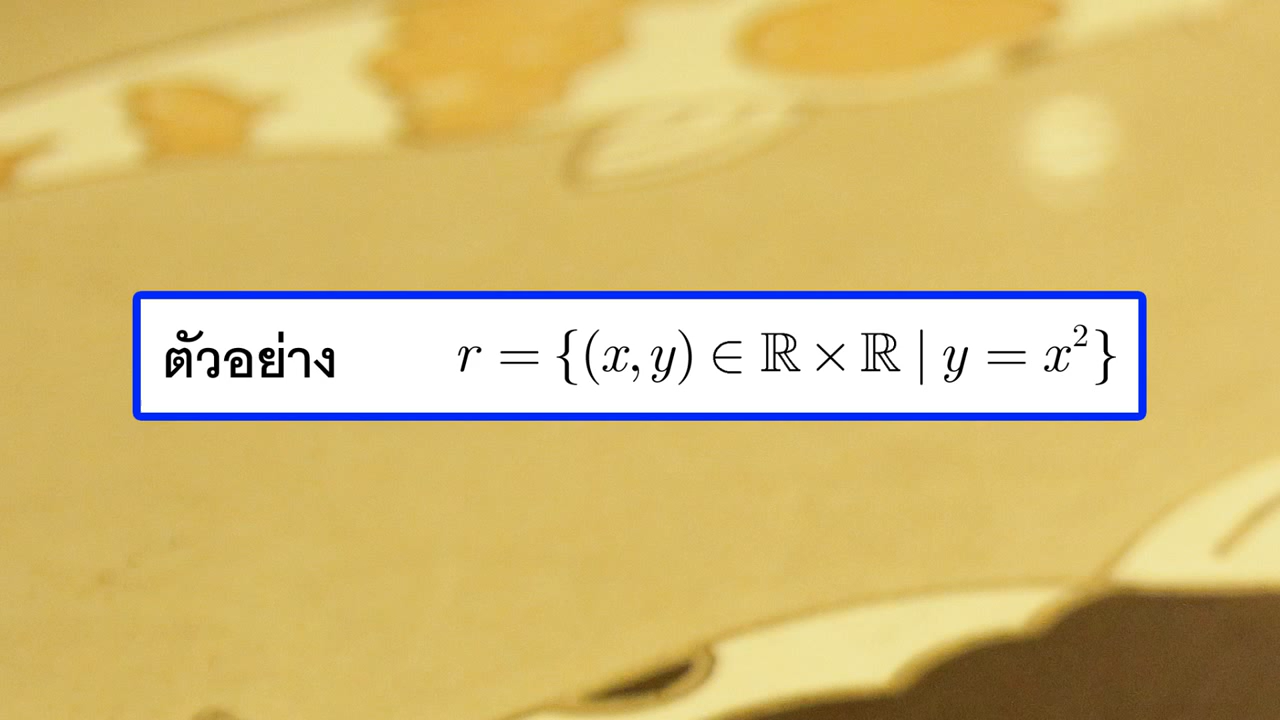 ตัวอย่าง r = {(x, y) ∈ ℝ × ℝ | y = x²}